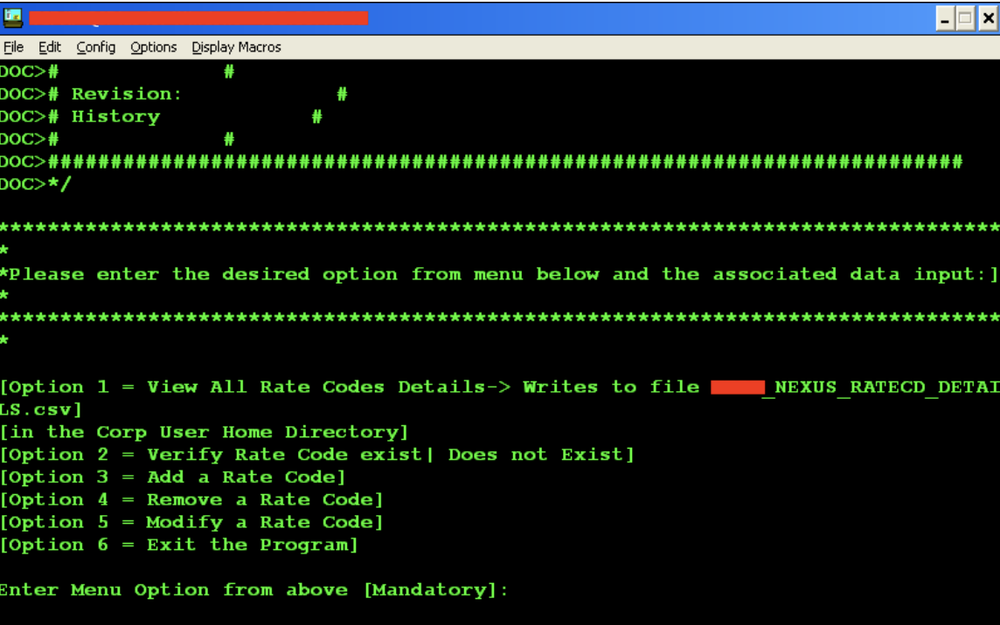 File Edit Config Options Display Macros
DOC># #
DOC># Revision: #
DOC># History #
DOC># #
DOC>#########################################################################
DOC>*/
********************************************************************************
*
*Please enter the desired option from menu below and the associated data input:]
*
********************************************************************************
*
[Option 1 = View All Rate Codes Details-> Writes to file _NEXUS_RATECD_DETAI
LS.csv]
[in the Corp User Home Directory]
[Option 2 = Verify Rate Code exist| Does not Exist]
[Option 3 = Add a Rate Code]
[Option 4 = Remove a Rate Code]
[Option 5 = Modify a Rate Code]
[Option 6 = Exit the Program]
Enter Menu Option from above [Mandatory]: